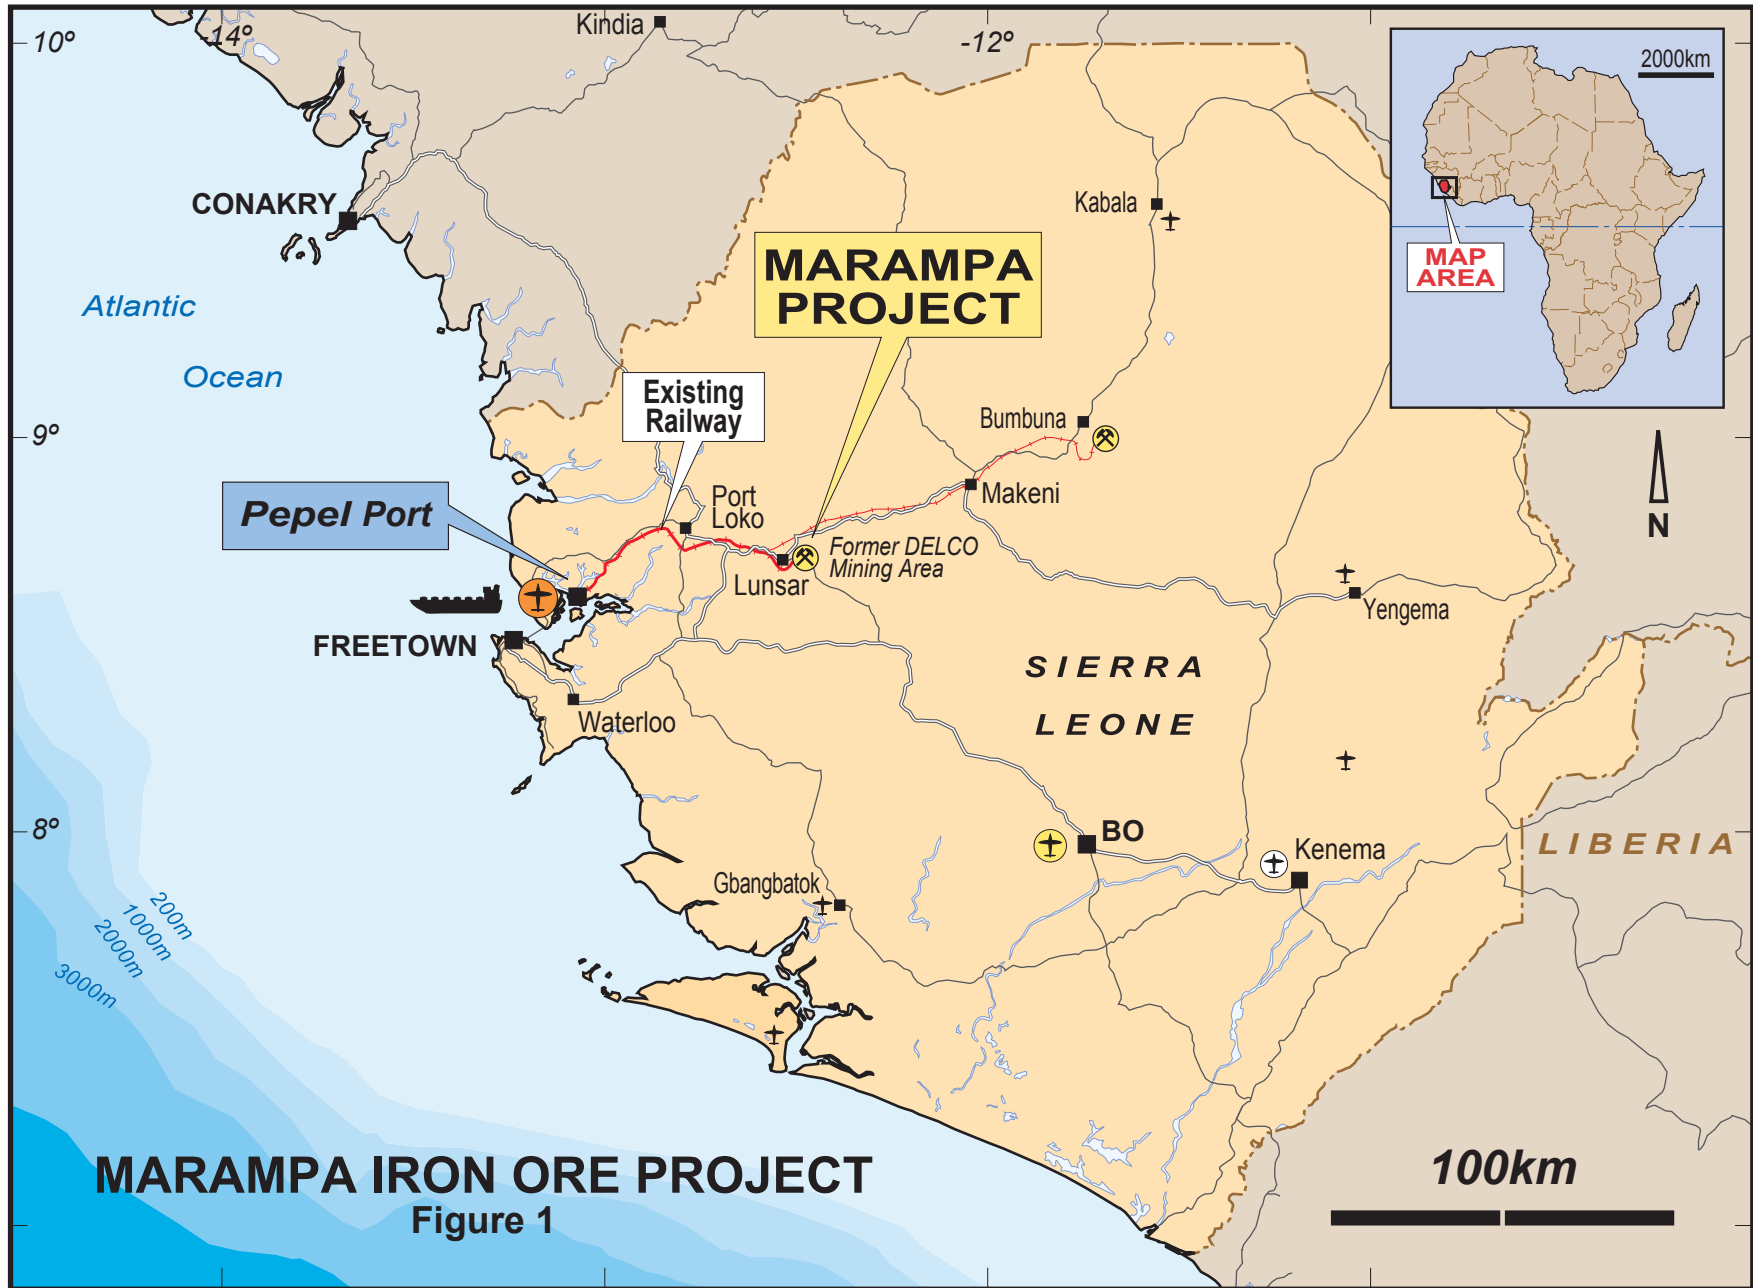 Kindia
10º
-14º
-12º
2000km
CONAKRY
Kabala
MARAMPA
PROJECT
MAP
AREA
Atlantic
Ocean
Existing
Railway
Bumbuna
9º
Pepel Port
Port
Loko
Makeni
N
Former DELCO
Mining Area
Lunsar
Yengema
FREETOWN
SIERRA
LEONE
Waterloo
8º
BO
LIBERIA
Kenema
Gbangbatok
200m
1000m
2000m
3000m
MARAMPA IRON ORE PROJECT
Figure 1
100km